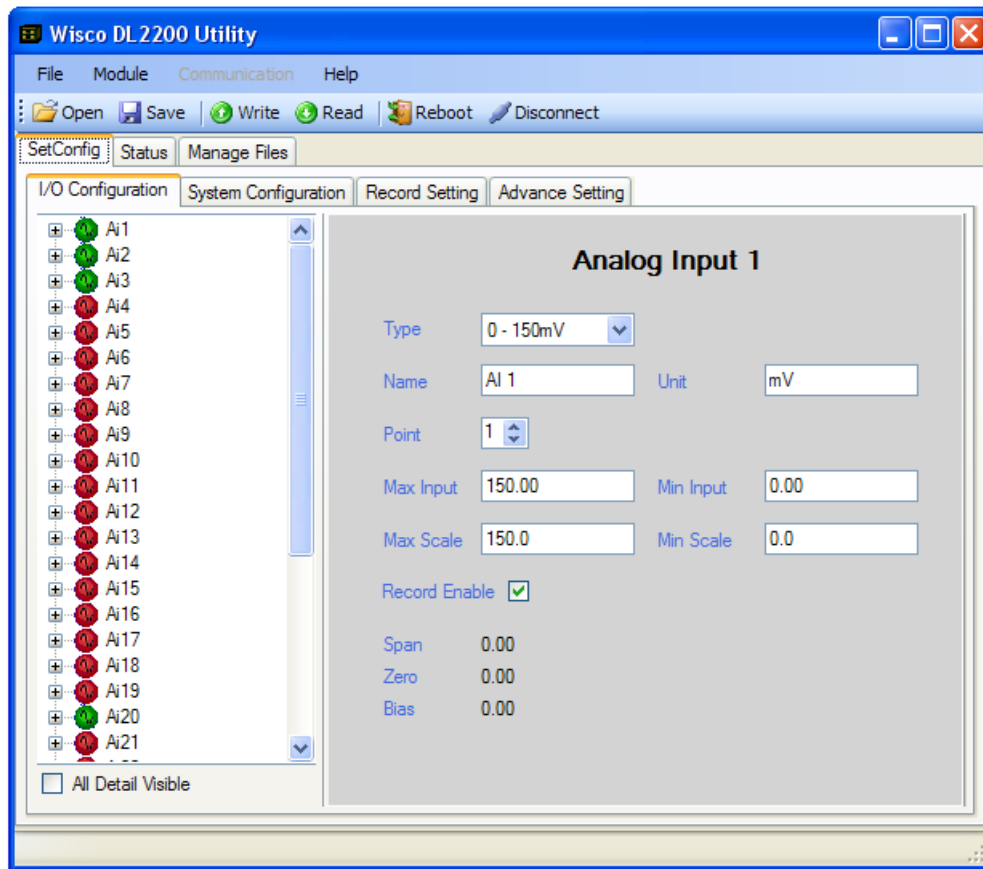 Wisco DL2200 Utility
File Module Communication Help
Open Save Write Read Reboot Disconnect
SetConfig Status Manage Files
I/O Configuration System Configuration Record Setting Advance Setting
Ai1
Ai2
Ai3
Ai4
Ai5
Ai6
Ai7
Ai8
Ai9
Ai10
Ai11
Ai12
Ai13
Ai14
Ai15
Ai16
Ai17
Ai18
Ai19
Ai20
Ai21
All Detail Visible
Analog Input 1
Type 0 - 150mV
Name AI 1 Unit mV
Point 1
Max Input 150.00 Min Input 0.00
Max Scale 150.0 Min Scale 0.0
Record Enable
Span 0.00
Zero 0.00
Bias 0.00